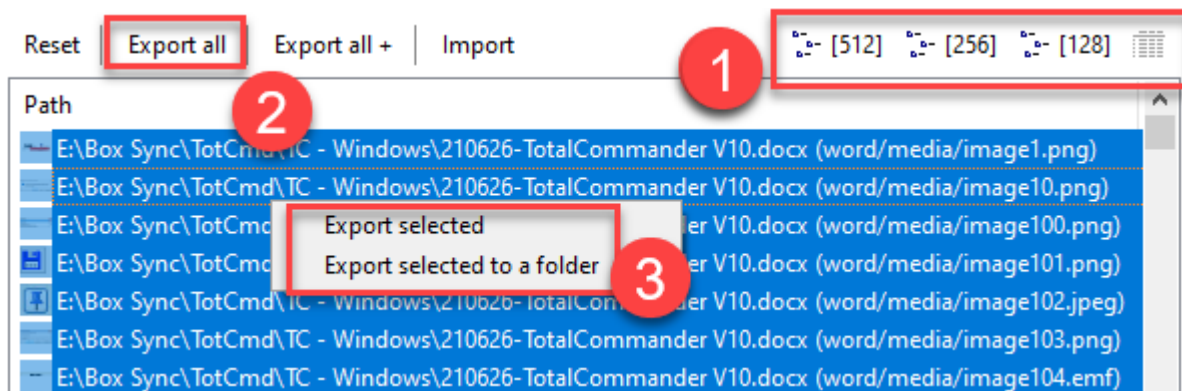 Reset Export all Export all + Import [512] [256] [128]
1
2
Path
E:\Box Sync\TotCmd\TC - Windows\210626-TotalCommander V10.docx (word/media/image1.png)
E:\Box Sync\TotCmd\TC - Windows\210626-TotalCommander V10.docx (word/media/image10.png)
E:\Box Sync\TotCmd Export selected er V10.docx (word/media/image100.png)
E:\Box Sync\TotCmd Export selected to a folder er V10.docx (word/media/image101.png)
3
E:\Box Sync\TotCmd\TC - Windows\210626-TotalCommander V10.docx (word/media/image102.jpeg)
E:\Box Sync\TotCmd\TC - Windows\210626-TotalCommander V10.docx (word/media/image103.png)
E:\Box Sync\TotCmd\TC - Windows\210626-TotalCommander V10.docx (word/media/image104.emf)